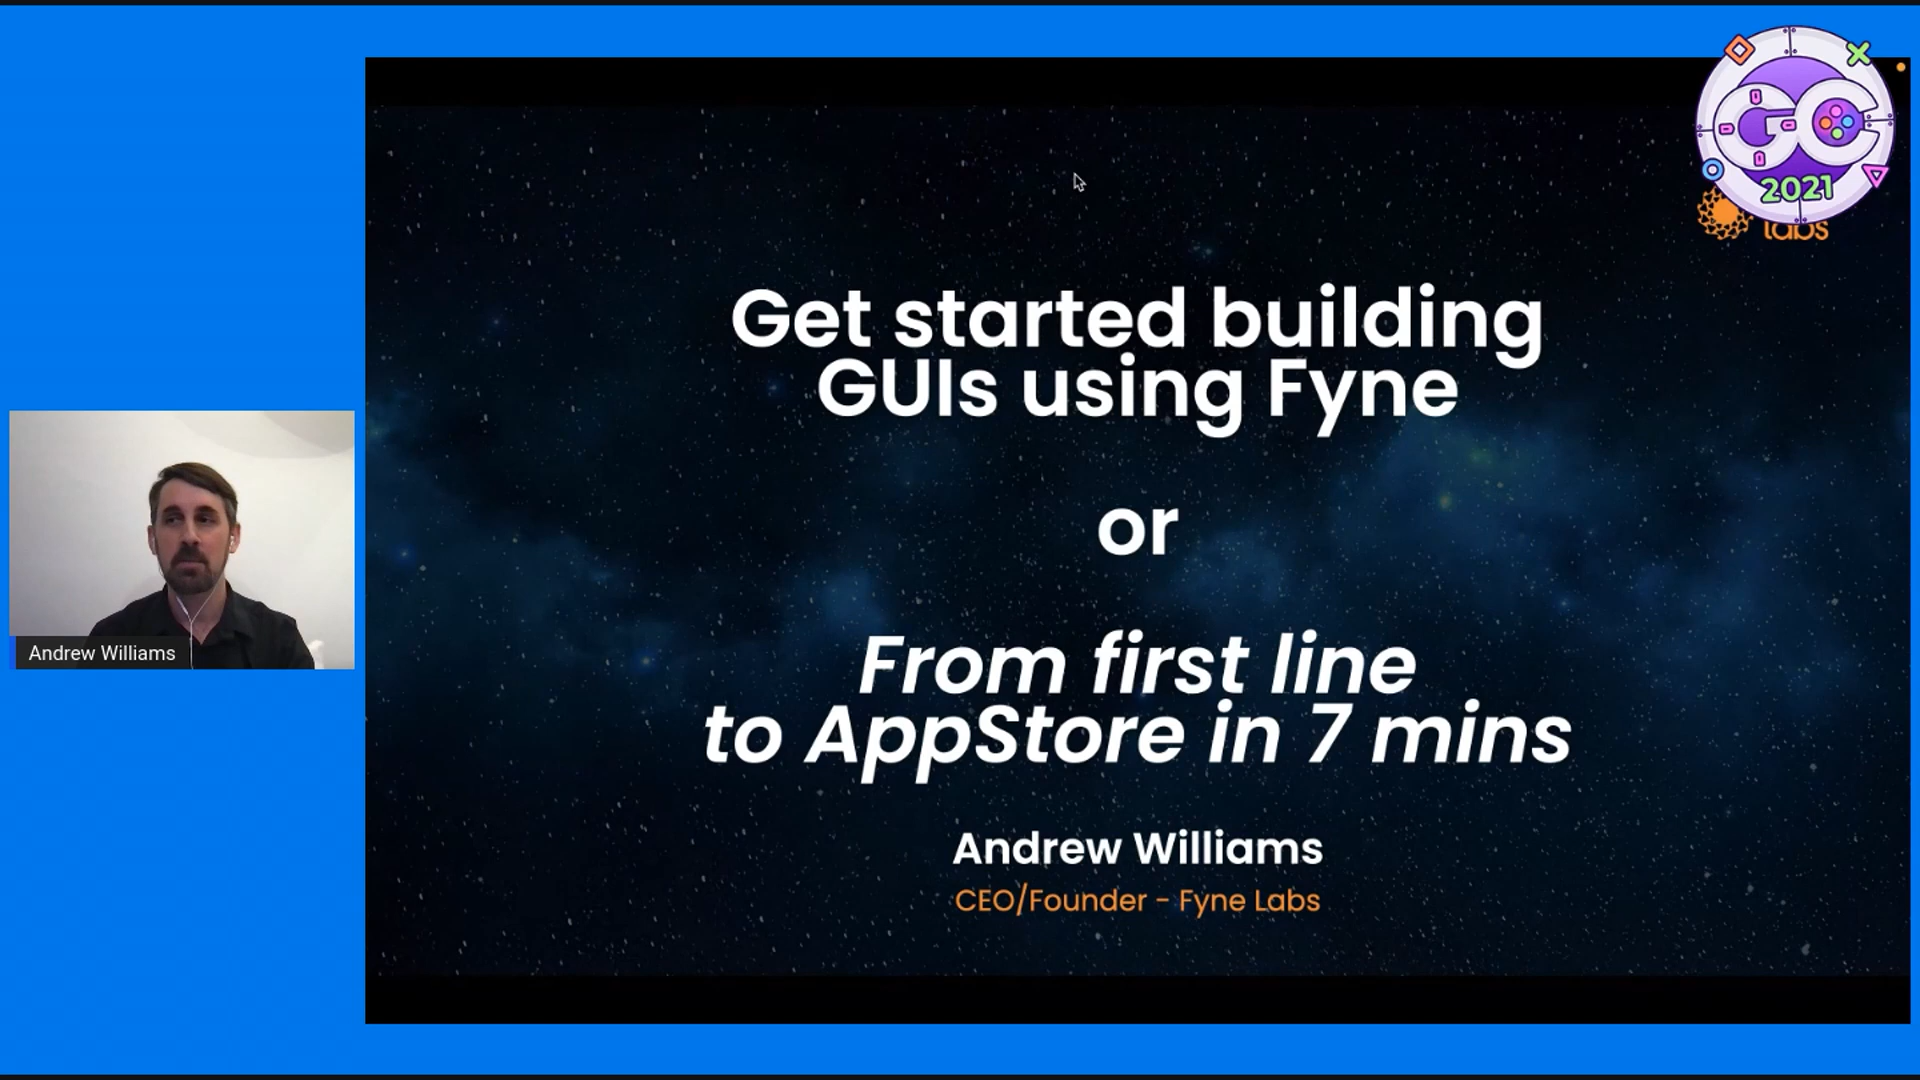 GC
2021
labs
Get started building
GUIs using Fyne
or
From first line
to AppStore in 7 mins
Andrew Williams
CEO/Founder - Fyne Labs
Andrew Williams